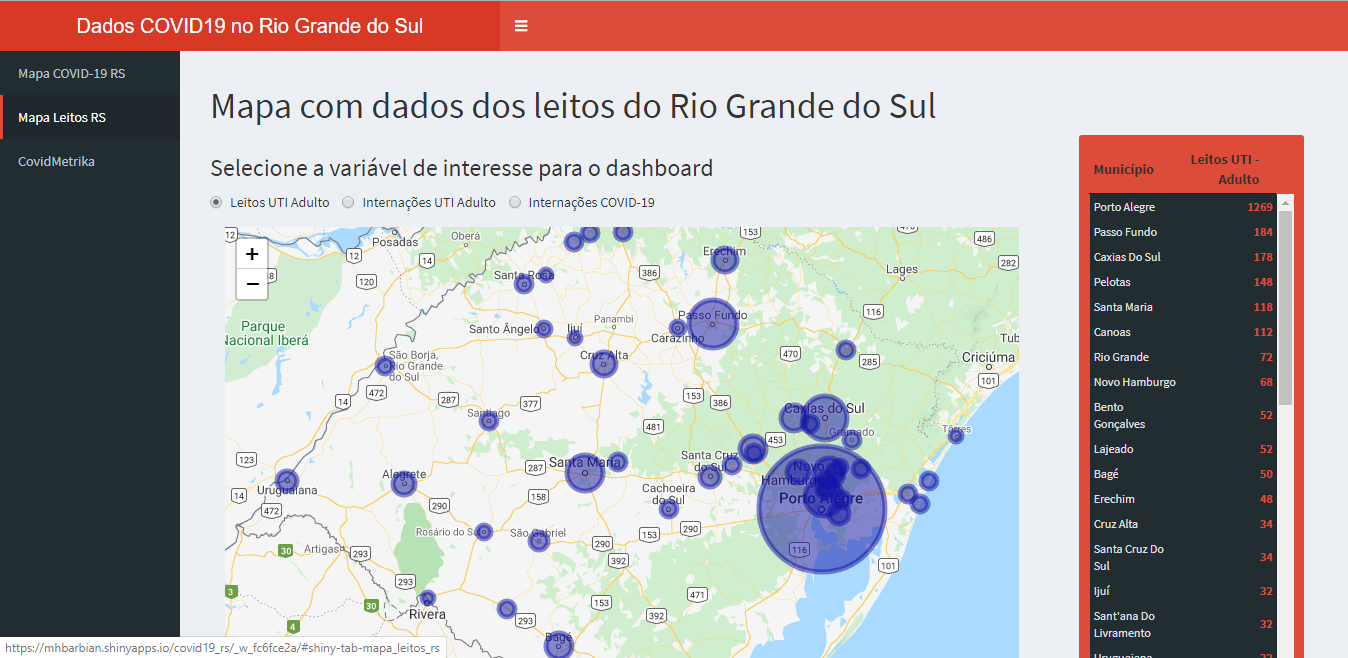 Dados COVID19 no Rio Grande do Sul
Mapa COVID-19 RS
Mapa Leitos RS
CovidMetrika
Mapa com dados dos leitos do Rio Grande do Sul
Selecione a variável de interesse para o dashboard
Leitos UTI Adulto
Internações UTI Adulto
Internações COVID-19
+
−
12
Posadas
Oberá
153
486
12
14
Erechim
282
120
Santa Rosa
386
Lages
Parque
Nacional Iberá
Santo Ângelo
Ijuí
Panambi
Passo Fundo
116
Carazinho
Cruz Alta
470
285
Criciúma
São Borja,
Rio Grande
do Sul
101
472
14
287
377
153
386
Santiago
Caxias do Sul
481
453
Gramado
Torres
123
Santa Maria
287
Santa Cruz
do Sul
Novo
Hamburgo
Alegrete
Uruguaiana
14
158
Cachoeira
do Sul
Porto Alegre
472
290
Rosário do Sul
São Gabriel
290
153
290
30
Artigas
293
392
116
101
293
3
30
153
471
Rivera
293
392
4
Bagé
Município
Leitos UTI -
Adulto
Porto Alegre 1269
Passo Fundo 184
Caxias Do Sul 178
Pelotas 148
Santa Maria 118
Canoas 112
Rio Grande 72
Novo Hamburgo 68
Bento
Gonçalves 52
Lajeado 52
Bagé 50
Erechim 48
Cruz Alta 34
Santa Cruz Do
Sul 34
Ijuí 32
Sant'ana Do
Livramento 32
Uruguaiana 32
https://mhbarbian.shinyapps.io/covid19_rs/_w_fc6fce2a/#shiny-tab-mapa_leitos_rs